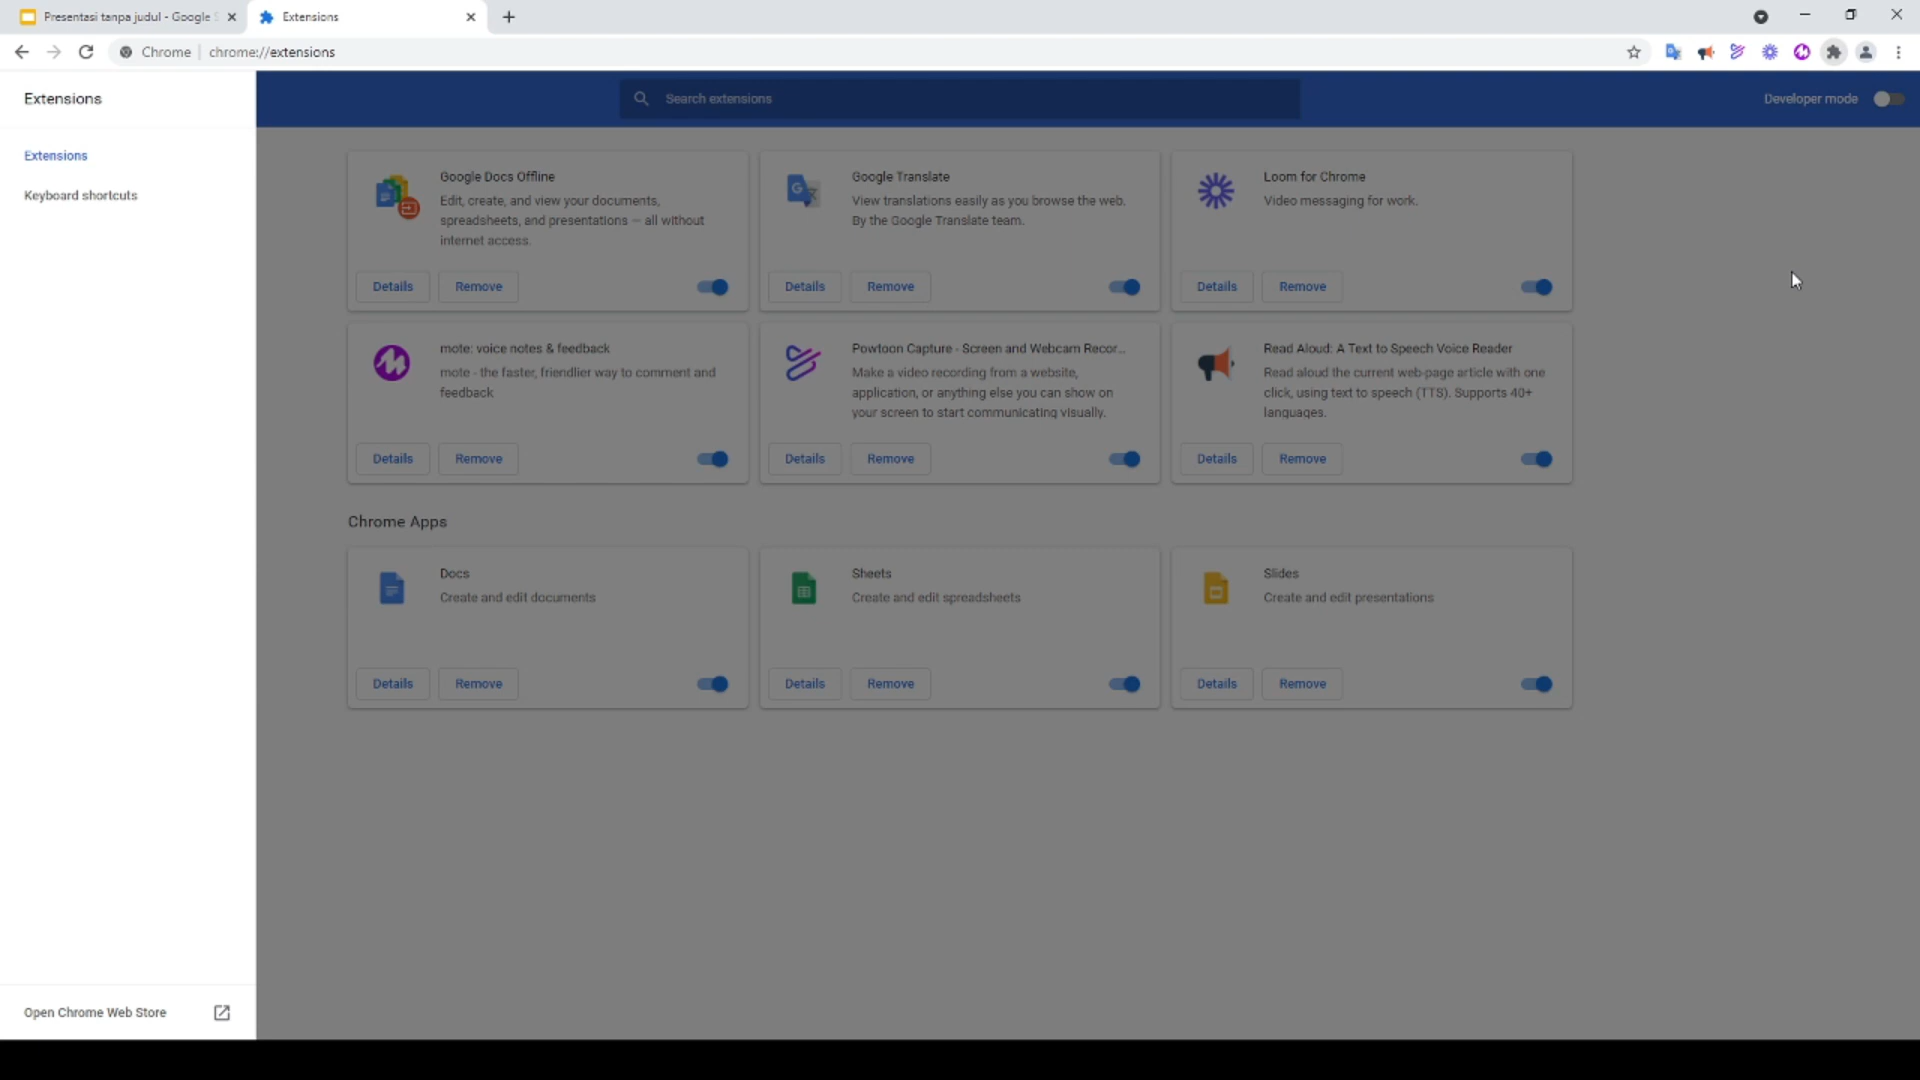 Presentasi tanpa judul - Google S
Extensions
Chrome
chrome://extensions
Extensions
Search extensions
Developer mode
Extensions
Keyboard shortcuts
Google Docs Offline
Edit, create, and view your documents,
spreadsheets, and presentations — all without
internet access.
Details
Remove
Google Translate
View translations easily as you browse the web.
By the Google Translate team.
Details
Remove
Loom for Chrome
Video messaging for work.
Details
Remove
mote: voice notes & feedback
mote - the faster, friendlier way to comment and
feedback
Details
Remove
Powtoon Capture - Screen and Webcam Recor...
Make a video recording from a website,
application, or anything else you can show on
your screen to start communicating visually.
Details
Remove
Read Aloud: A Text to Speech Voice Reader
Read aloud the current web-page article with one
click, using text to speech (TTS). Supports 40+
languages.
Details
Remove
Chrome Apps
Docs
Create and edit documents
Details
Remove
Sheets
Create and edit spreadsheets
Details
Remove
Slides
Create and edit presentations
Details
Remove
Open Chrome Web Store